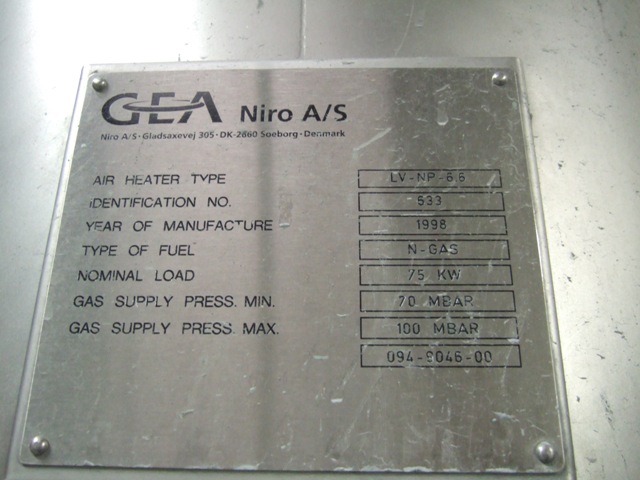 GEA Niro A/S
Niro A/S · Gladsaxevej 305 · DK-2860 Soeborg · Denmark
AIR HEATER TYPE LV-NP-6.6
IDENTIFICATION NO. 533
YEAR OF MANUFACTURE 1998
TYPE OF FUEL N-GAS
NOMINAL LOAD 75 KW
GAS SUPPLY PRESS. MIN. 70 MBAR
GAS SUPPLY PRESS. MAX. 100 MBAR
094-9046-00